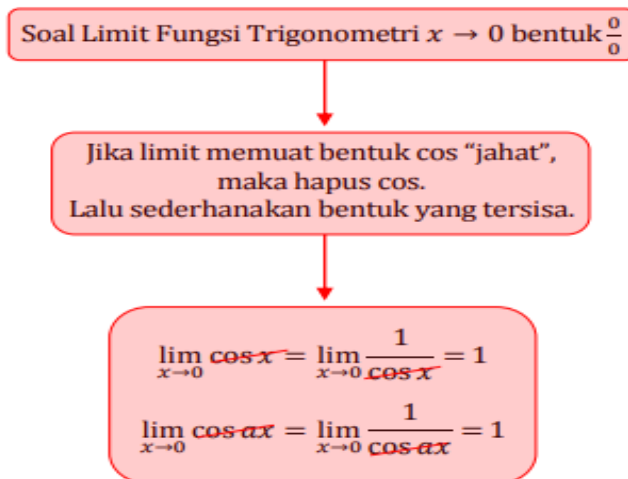 Soal Limit Fungsi Trigonometri x → 0 bentuk 0/0
Jika limit memuat bentuk cos “jahat”,
maka hapus cos.
Lalu sederhanakan bentuk yang tersisa.
lim x→0 cos x = lim x→0 1/cos x = 1
lim x→0 cos ax = lim x→0 1/cos ax = 1